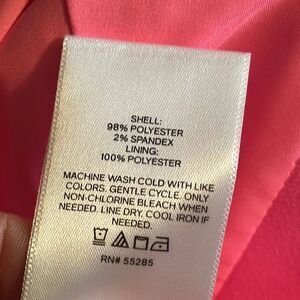 SHELL:
98% POLYESTER
2% SPANDEX
LINING:
100% POLYESTER
MACHINE WASH COLD WITH LIKE
COLORS. GENTLE CYCLE. ONLY
NON-CHLORINE BLEACH WHEN
NEEDED. LINE DRY. COOL IRON IF
NEEDED.
RN# 55285